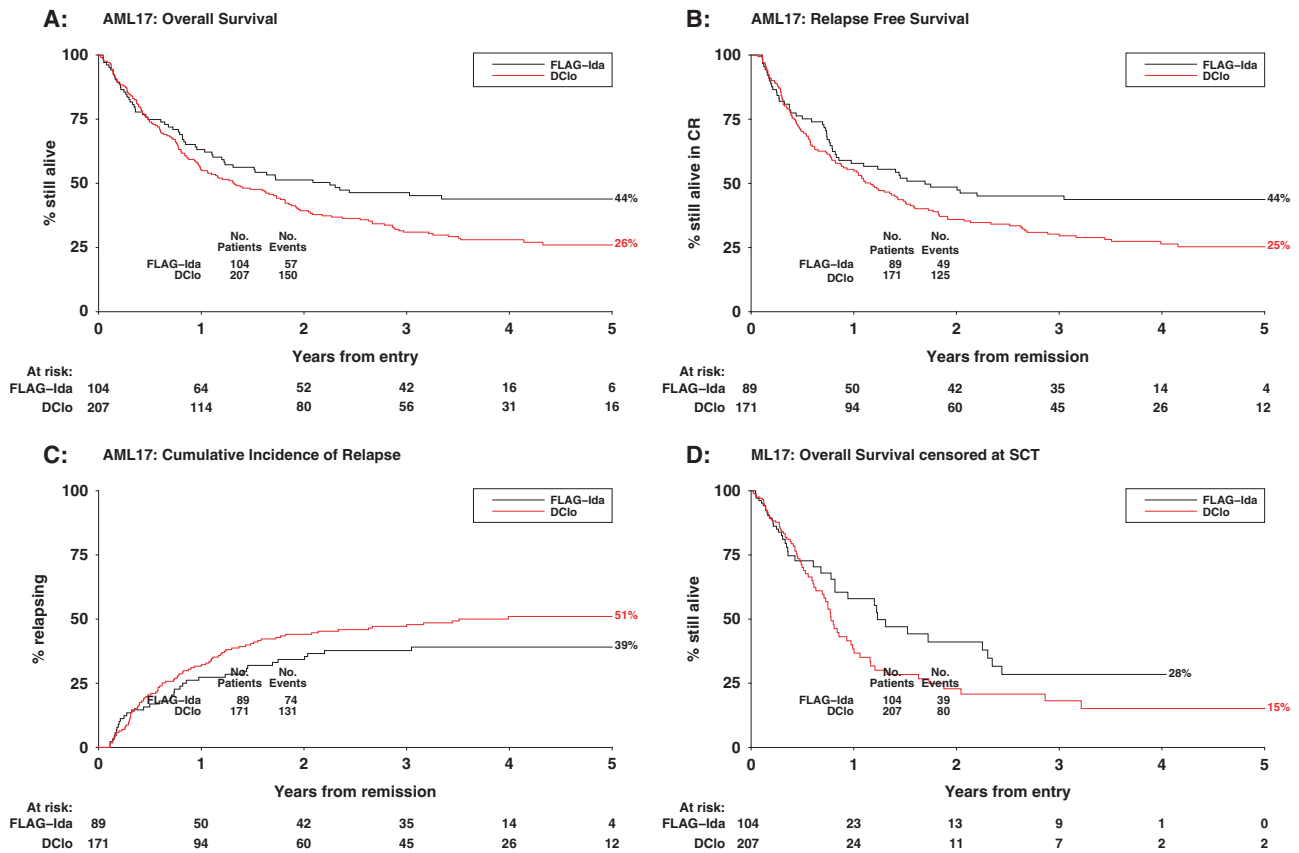 A: AML17: Overall Survival
FLAG–Ida
DClo
% still alive
100
75
50
25
0
44%
26%
No. No.
Patients Events
FLAG–Ida 104 57
DClo 207 150
0 1 2 3 4 5
Years from entry
At risk:
FLAG–Ida 104 64 52 42 16 6
DClo 207 114 80 56 31 16
B: AML17: Relapse Free Survival
FLAG–Ida
DClo
% still alive in CR
100
75
50
25
0
44%
25%
No. No.
Patients Events
FLAG–Ida 89 49
DClo 171 125
0 1 2 3 4 5
Years from remission
At risk:
FLAG–Ida 89 50 42 35 14 4
DClo 171 94 60 45 26 12
C: AML17: Cumulative Incidence of Relapse
FLAG–Ida
DClo
% relapsing
100
75
50
25
0
51%
39%
No. No.
Patients Events
FLAG–Ida 89 74
DClo 171 131
0 1 2 3 4 5
Years from remission
At risk:
FLAG–Ida 89 50 42 35 14 4
DClo 171 94 60 45 26 12
D: ML17: Overall Survival censored at SCT
FLAG–Ida
DClo
% still alive
100
75
50
25
0
28%
15%
No. No.
Patients Events
FLAG–Ida 104 39
DClo 207 80
0 1 2 3 4 5
Years from entry
At risk:
FLAG–Ida 104 23 13 9 1 0
DClo 207 24 11 7 2 2